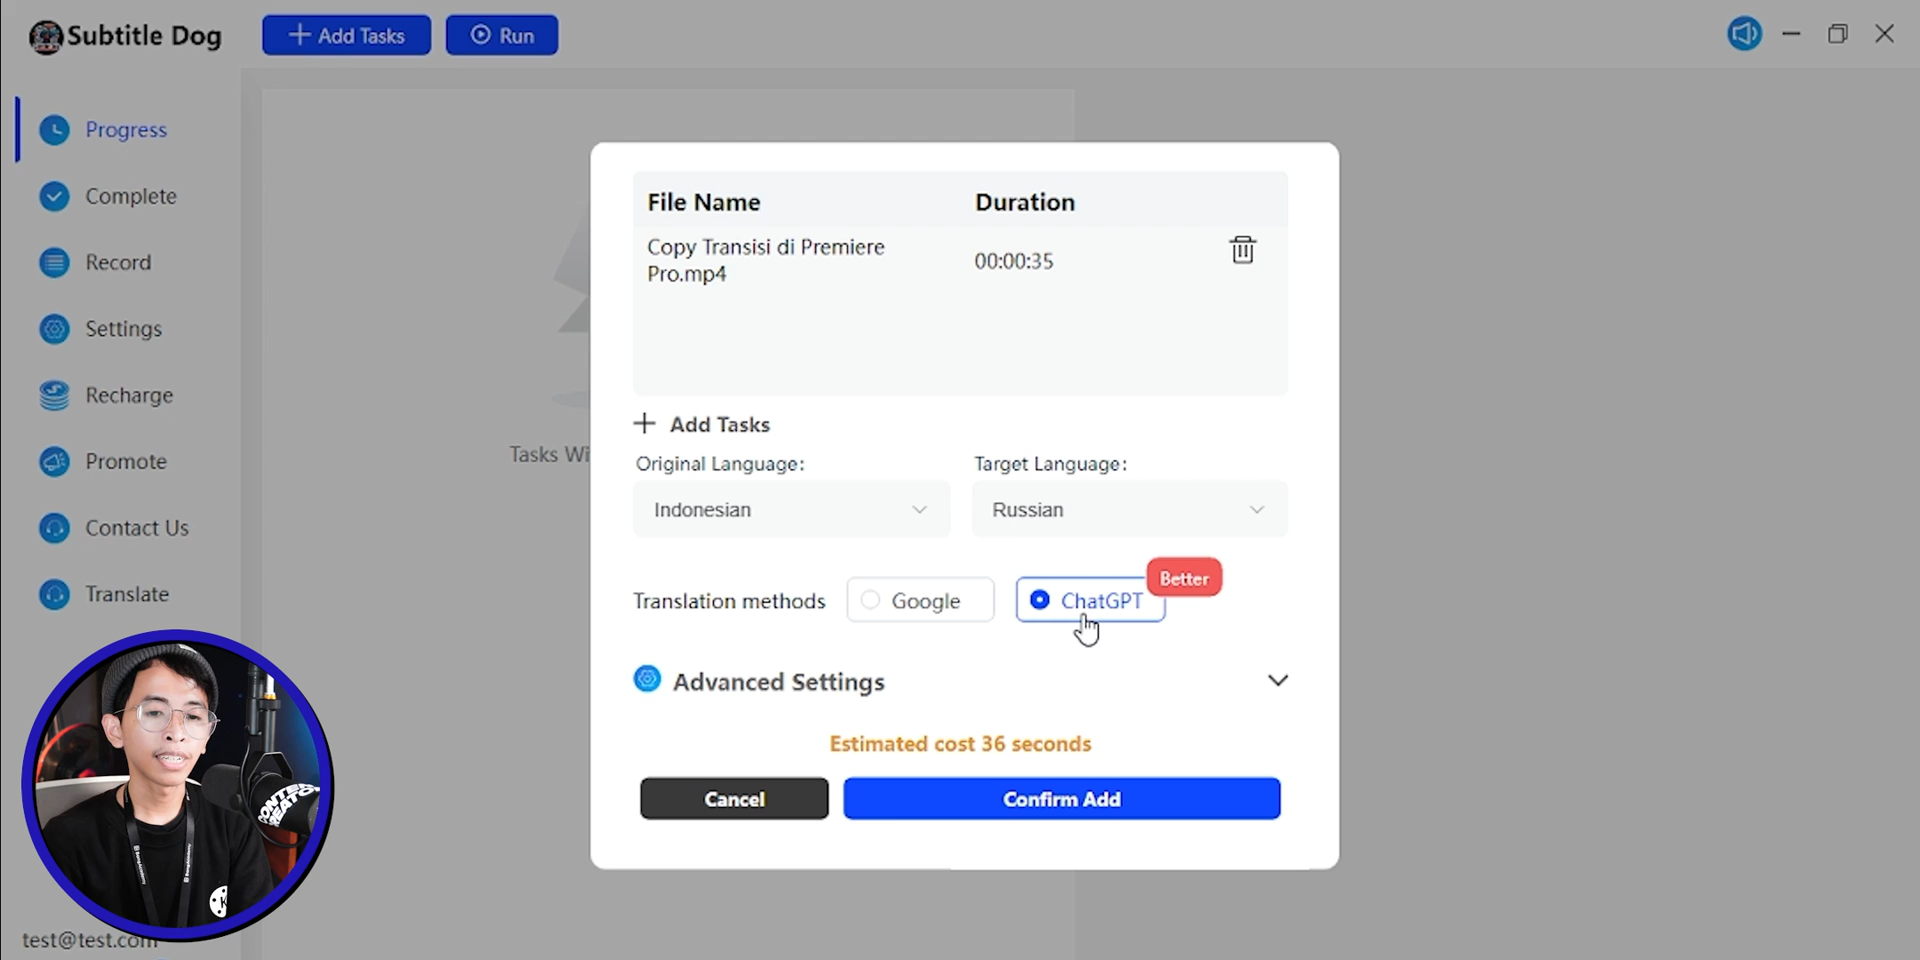 Subtitle Dog
Add Tasks
Run
Progress
Complete
Record
Settings
Recharge
Promote
Contact Us
Translate
test@test.com
Tasks Wi
File Name Duration
Copy Transisi di Premiere
Pro.mp4
00:00:35
Add Tasks
Original Language: Target Language:
Indonesian Russian
Better
Translation methods Google ChatGPT
Advanced Settings
Estimated cost 36 seconds
Cancel Confirm Add